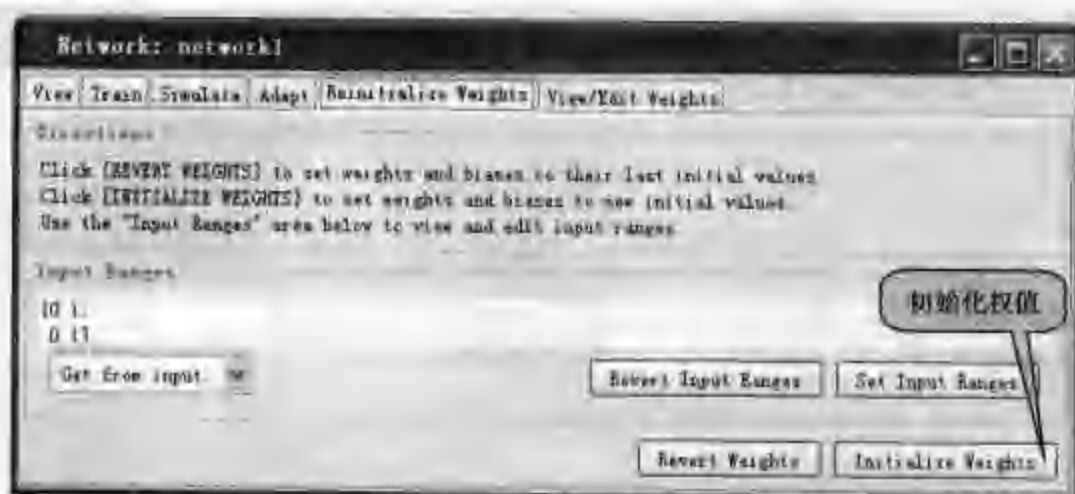 Network: network1
View Train Simulate Adapt Reinitialize Weights View/Edit Weights
Directions
Click [REVERT WEIGHTS] to set weights and biases to their last initial values
Click [INITIALIZE WEIGHTS] to set weights and biases to new initial values.
Use the "Input Ranges" area below to view and edit input ranges
Input Ranges
初始化权值
[0 1;
0 1]
Get from input
Revert Input Ranges Set Input Ranges
Revert Weights Initialize Weights